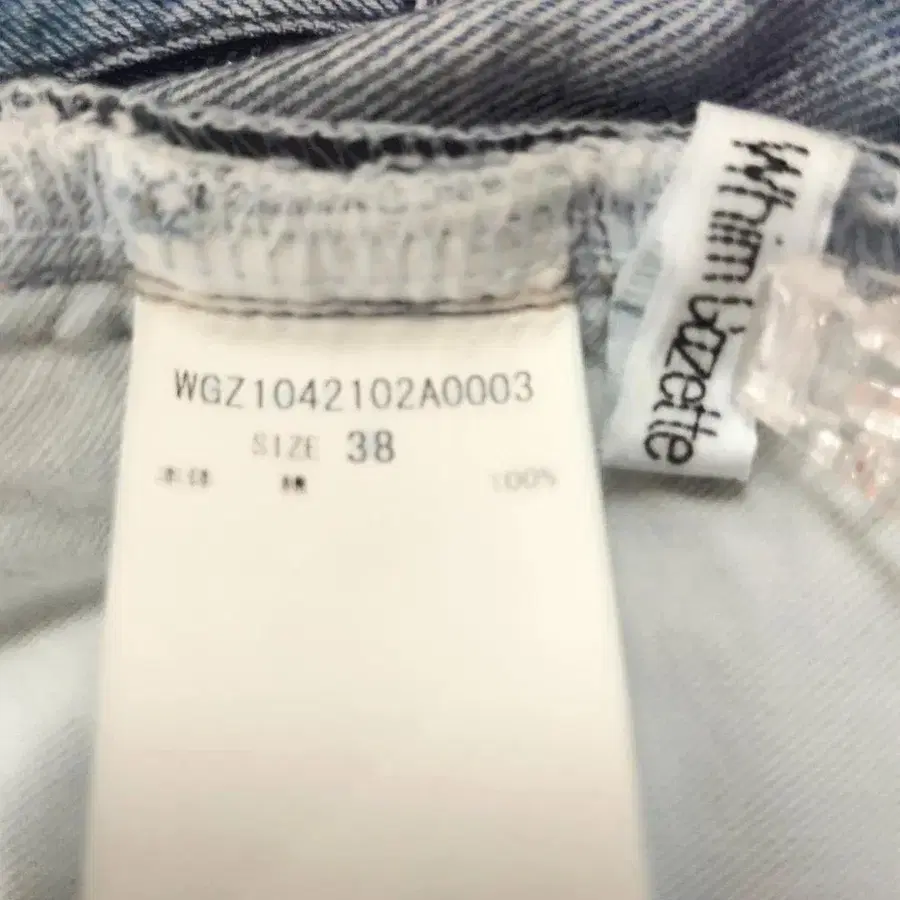 WGZ1042102A0003
SIZE 38
100%
Whim Gazette